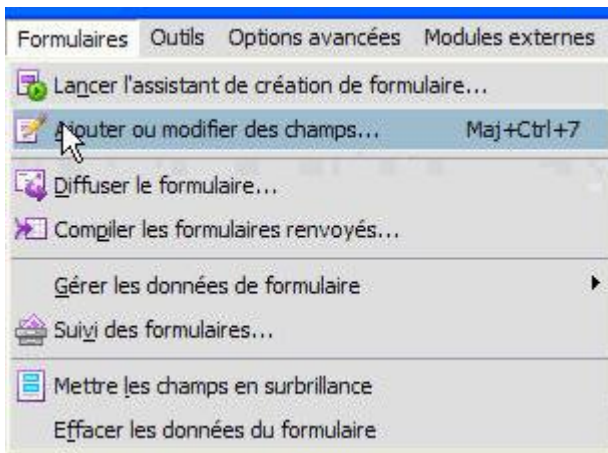 Formulaires Outils Options avancées Modules externes
Lancer l'assistant de création de formulaire...
Ajouter ou modifier des champs... Maj+Ctrl+7
Diffuser le formulaire...
Compiler les formulaires renvoyés...
Gérer les données de formulaire
Suivi des formulaires...
Mettre les champs en surbrillance
Effacer les données du formulaire